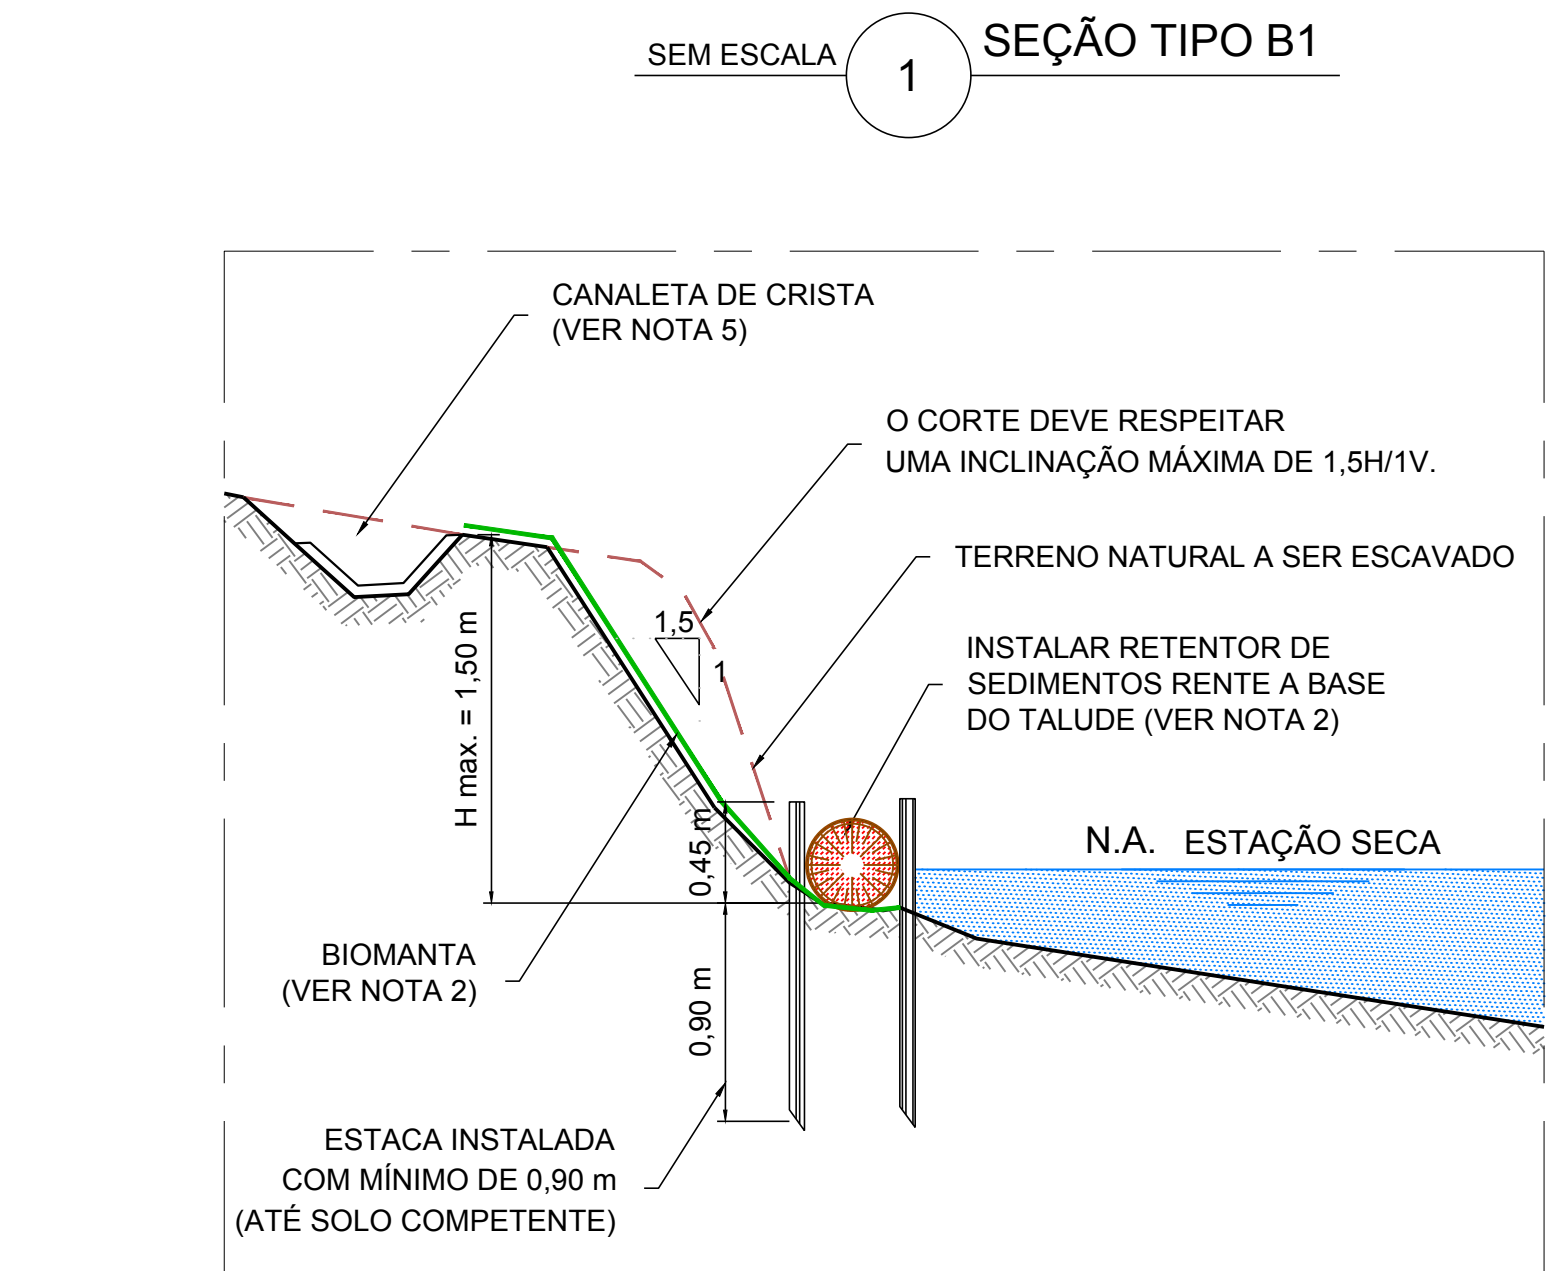 SEM ESCALA
1
SEÇÃO TIPO B1
CANALETA DE CRISTA
(VER NOTA 5)
O CORTE DEVE RESPEITAR
UMA INCLINAÇÃO MÁXIMA DE 1,5H/1V.
TERRENO NATURAL A SER ESCAVADO
1,5
1
H max. = 1,50 m
INSTALAR RETENTOR DE
SEDIMENTOS RENTE A BASE
DO TALUDE (VER NOTA 2)
0,45 m
N.A. ESTAÇÃO SECA
BIOMANTA
(VER NOTA 2)
0,90 m
ESTACA INSTALADA
COM MÍNIMO DE 0,90 m
(ATÉ SOLO COMPETENTE)